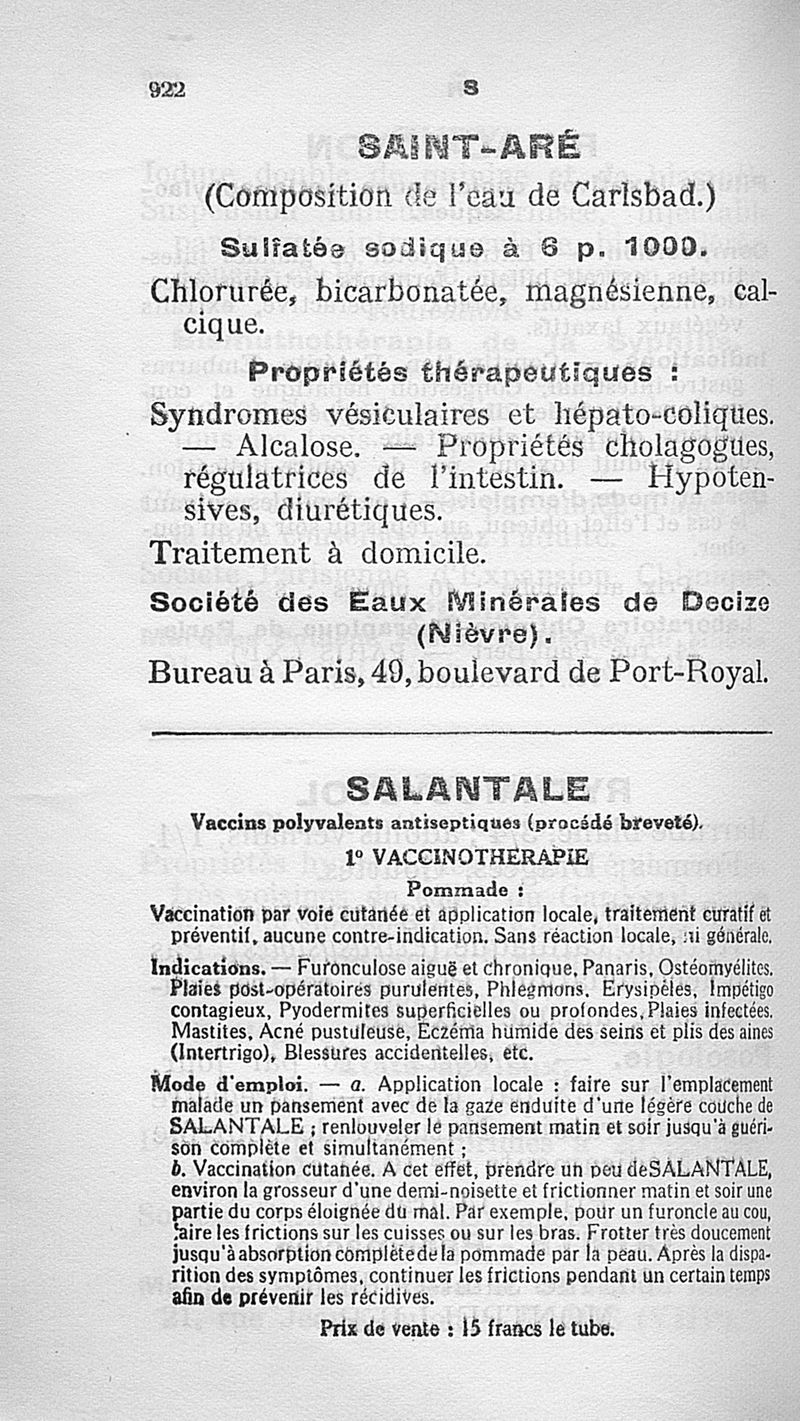 922
S
SAINT-ARÉ
(Composition de l'eau de Carlsbad.)
Sulfatée sodique à 6 p. 1000.
Chlorurée, bicarbonatée, magnésienne, cal-
cique.
Propriétés thérapeutiques :
Syndromes vésiculaires et hépato-coliques.
— Alcalose. — Propriétés cholagogues,
régulatrices de l'intestin. — Hypoten-
sives, diurétiques.
Traitement à domicile.
Société des Eaux Minérales de Decize
(Nièvre).
Bureau à Paris, 49, boulevard de Port-Royal.
SALANTALE
Vaccins polyvalents antiseptiques (procédé breveté).
1º VACCINOTHÉRAPIE
Pommade :
Vaccination par voie cutanée et application locale, traitement curatif et
préventif, aucune contre-indication. Sans réaction locale, ni générale.
Indications. — Furonculose aiguë et chronique, Panaris, Ostéomyélites,
Plaies post-opératoires purulentes, Phlegmons, Erysipèles, Impétigo
contagieux, Pyodermites superficielles ou profondes, Plaies infectées,
Mastites, Acné pustuleuse, Eczéma humide des seins et plis des aines
(Intertrigo), Blessures accidentelles, etc.
Mode d'emploi. — a. Application locale : faire sur l'emplacement
malade un pansement avec de la gaze enduite d'une légère couche de
SALANTALE ; renlouveler le pansement matin et soir jusqu'à guéri-
son complète et simultanément ;
b. Vaccination cutanée. A cet effet, prendre un peu de SALANTALE,
environ la grosseur d'une demi-noisette et frictionner matin et soir une
partie du corps éloignée du mal. Par exemple, pour un furoncle au cou,
faire les frictions sur les cuisses ou sur les bras. Frotter très doucement
jusqu'à absorption complète de la pommade par la peau. Après la dispa-
rition des symptômes, continuer les frictions pendant un certain temps
afin de prévenir les récidives.
Prix de vente : 15 francs le tube.